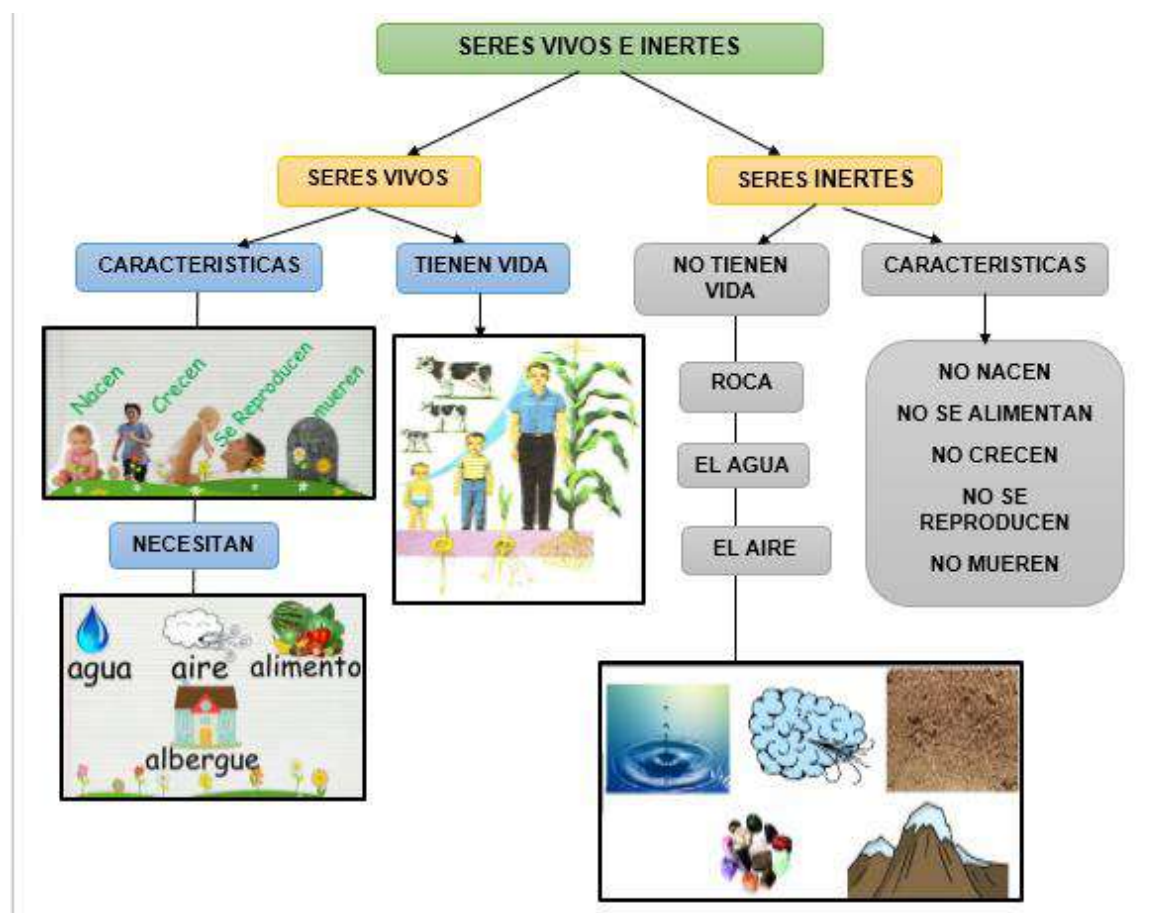 SERES VIVOS E INERTES
SERES VIVOS
SERES INERTES
CARACTERISTICAS
TIENEN VIDA
NO TIENEN
VIDA
CARACTERISTICAS
Nacen
Crecen
Se Reproducen
mueren
NECESITAN
agua
aire
alimento
albergue
ROCA
EL AGUA
EL AIRE
NO NACEN
NO SE ALIMENTAN
NO CRECEN
NO SE
REPRODUCEN
NO MUEREN